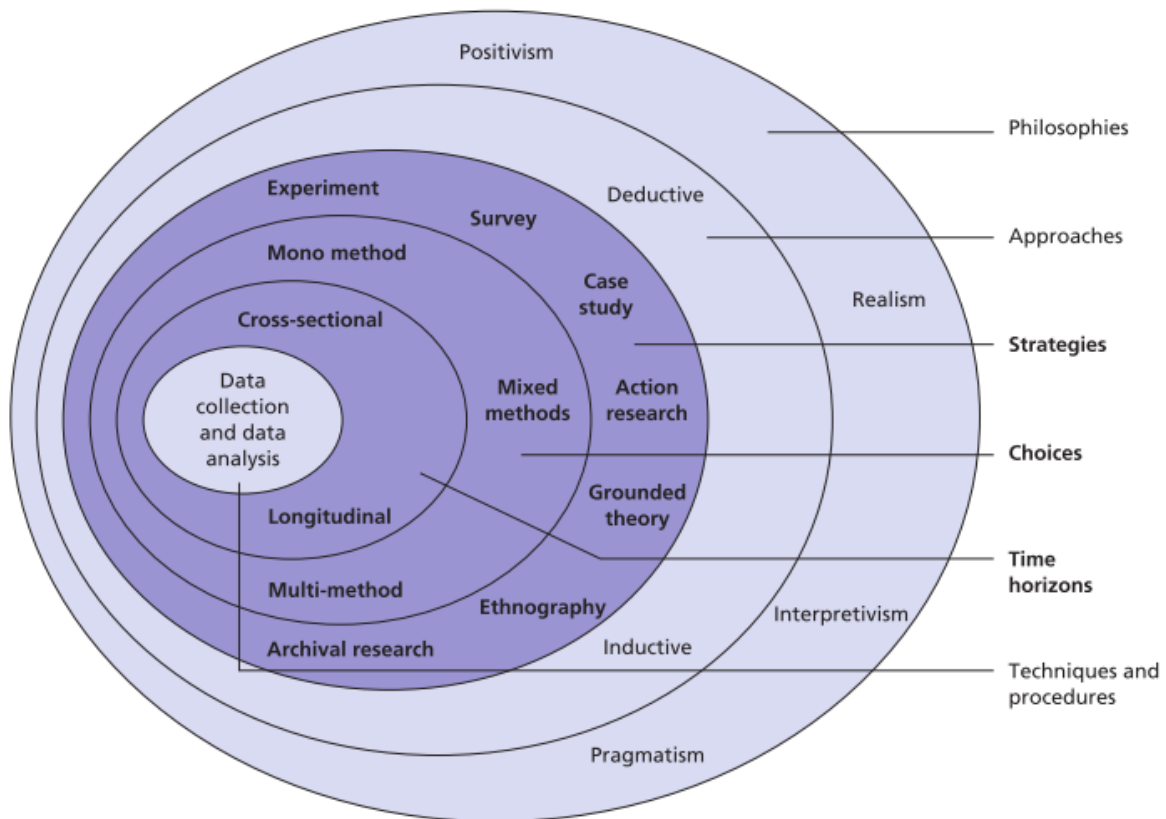 Positivism
Philosophies
Experiment
Deductive
Survey
Approaches
Mono method
Case
study
Realism
Cross-sectional
Strategies
Data
collection
and data
analysis
Mixed
methods
Action
research
Choices
Grounded
theory
Longitudinal
Time
horizons
Multi-method
Ethnography
Interpretivism
Archival research
Inductive
Techniques and
procedures
Pragmatism